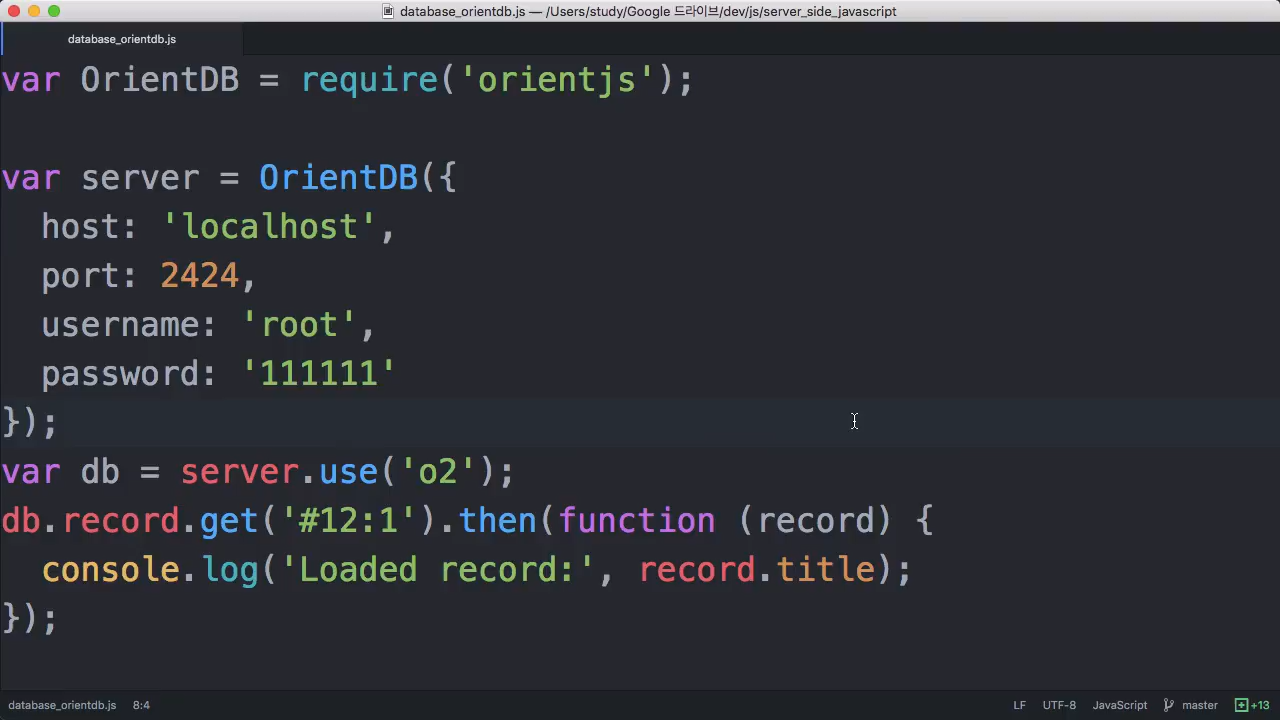 database_orientdb.js — /Users/study/Google 드라이브/dev/js/server_side_javascript
database_orientdb.js
var OrientDB = require('orientjs');
var server = OrientDB({
  host: 'localhost',
  port: 2424,
  username: 'root',
  password: '111111'
});
var db = server.use('o2');
db.record.get('#12:1').then(function (record) {
  console.log('Loaded record:', record.title);
});
database_orientdb.js 8:4 LF UTF-8 JavaScript master +13